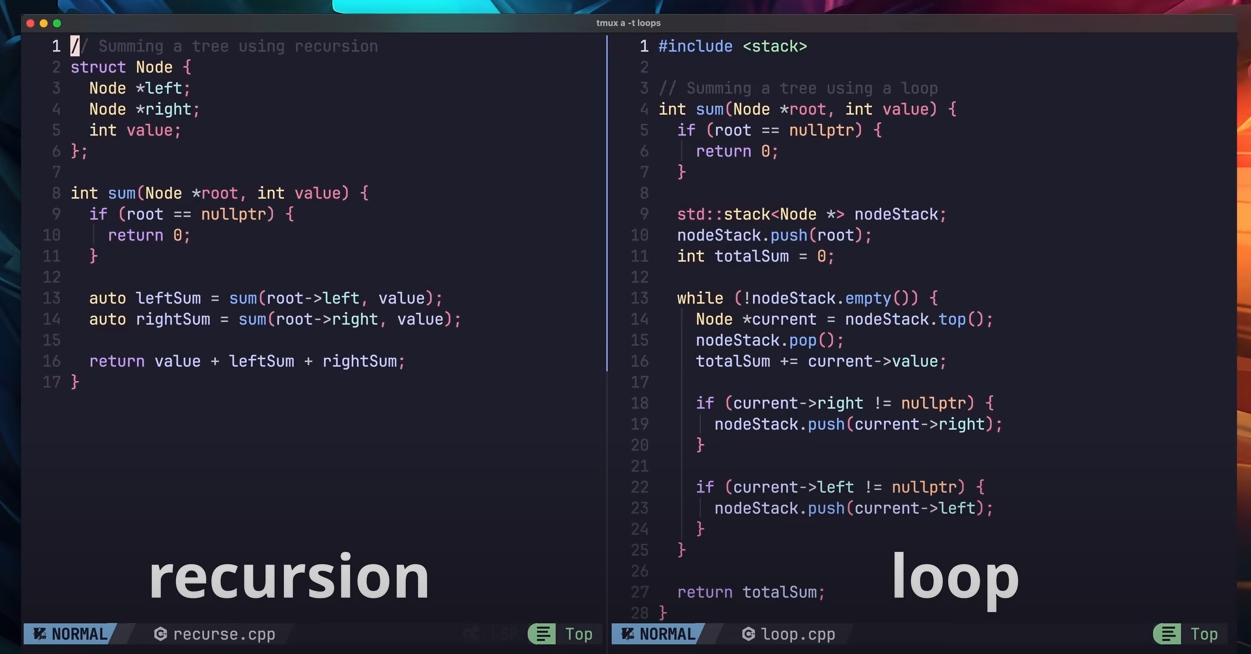 tmux a -t loops
1 // Summing a tree using recursion
2 struct Node {
3 Node *left;
4 Node *right;
5 int value;
6 };
7
8 int sum(Node *root, int value) {
9 if (root == nullptr) {
10 return 0;
11 }
12
13 auto leftSum = sum(root->left, value);
14 auto rightSum = sum(root->right, value);
15
16 return value + leftSum + rightSum;
17 }
recursion
NORMAL recurse.cpp LSP Top
1 #include <stack>
2
3 // Summing a tree using a loop
4 int sum(Node *root, int value) {
5 if (root == nullptr) {
6 return 0;
7 }
8
9 std::stack<Node *> nodeStack;
10 nodeStack.push(root);
11 int totalSum = 0;
12
13 while (!nodeStack.empty()) {
14 Node *current = nodeStack.top();
15 nodeStack.pop();
16 totalSum += current->value;
17
18 if (current->right != nullptr) {
19 nodeStack.push(current->right);
20 }
21
22 if (current->left != nullptr) {
23 nodeStack.push(current->left);
24 }
25 }
26
27 return totalSum;
28 }
loop
NORMAL loop.cpp Top